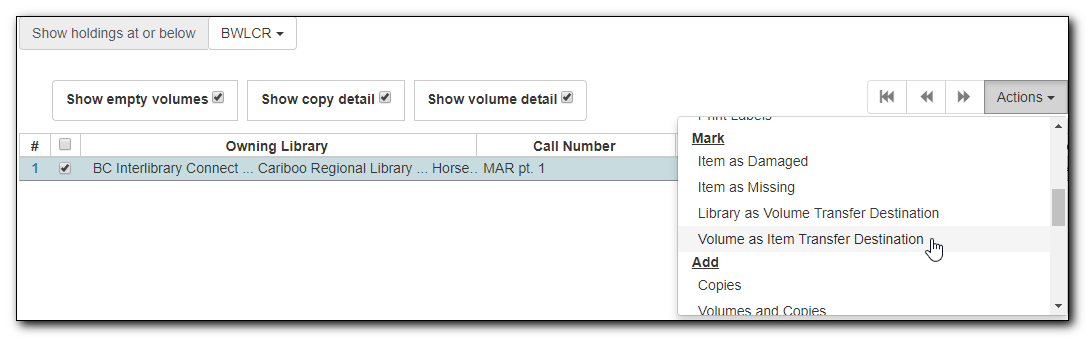 Show holdings at or below BWLCR
Show empty volumes Show copy detail Show volume detail Actions
Print Labels
# Owning Library Call Number
Mark
1 BC Interlibrary Connect ... Cariboo Regional Library ... Horse... MAR pt. 1
Item as Damaged
Item as Missing
Library as Volume Transfer Destination
Volume as Item Transfer Destination
Add
Copies
Volumes and Copies